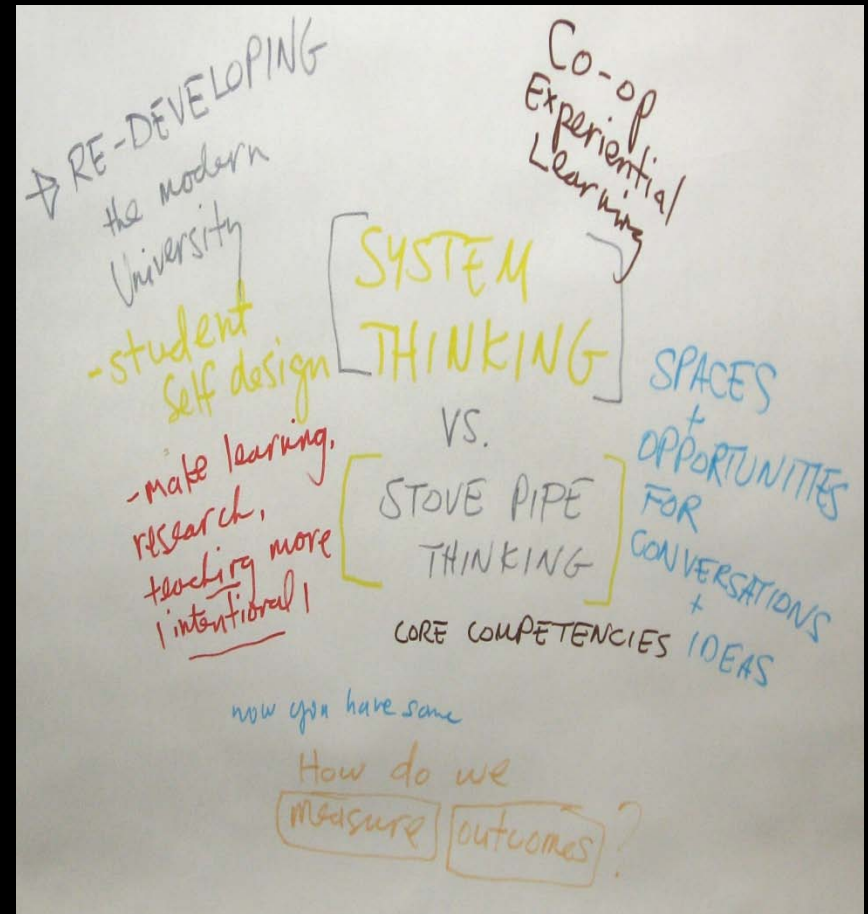 → RE-DEVELOPING
the modern
University
-student
Self design
-make learning,
research,
teaching more
|intentional|
Co-op
Experiential
Learning
[SYSTEM
THINKING]
VS.
[STOVE PIPE
THINKING]
CORE COMPETENCIES
SPACES
+
OPPORTUNITIES
FOR
CONVERSATIONS
+
IDEAS
now you have some
How do we
measure outcomes?